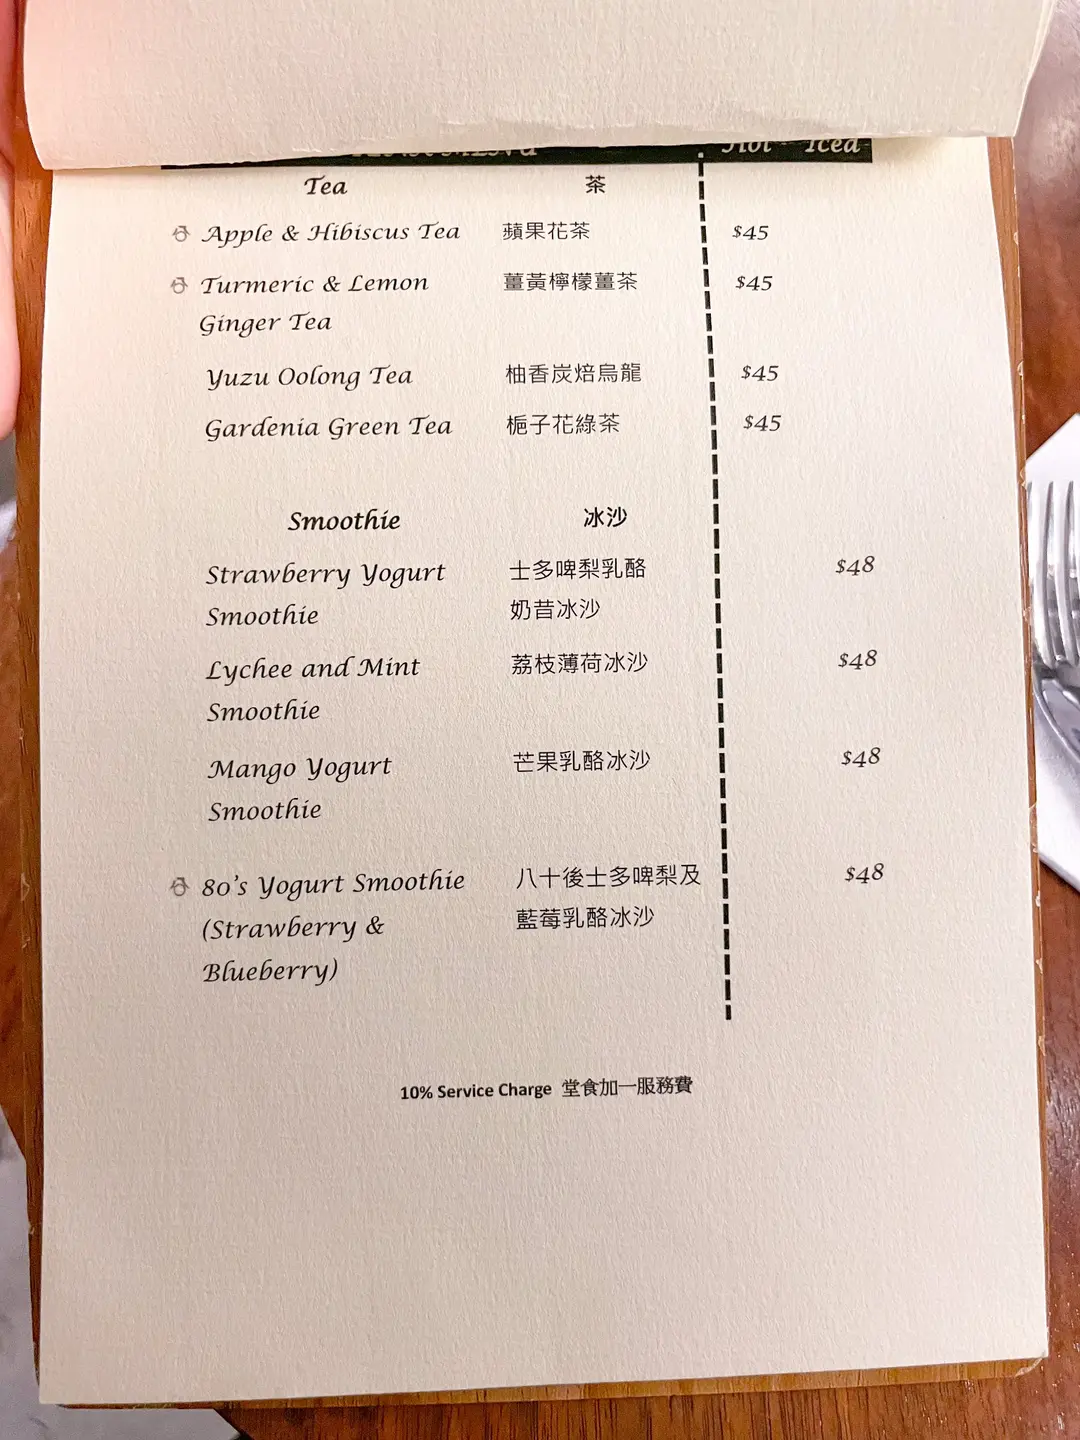 Hot Iced
Tea 茶
Apple & Hibiscus Tea 蘋果花茶 $45
Turmeric & Lemon 薑黃檸檬薑茶 $45
Ginger Tea
Yuzu Oolong Tea 柚香炭焙烏龍 $45
Gardenia Green Tea 梔子花綠茶 $45
Smoothie 冰沙
Strawberry Yogurt 士多啤梨乳酪 $48
Smoothie 奶昔冰沙
Lychee and Mint 荔枝薄荷冰沙 $48
Smoothie
Mango Yogurt 芒果乳酪冰沙 $48
Smoothie
80's Yogurt Smoothie 八十後士多啤梨及 $48
(Strawberry & 藍莓乳酪冰沙
Blueberry)
10% Service Charge 堂食加一服務費